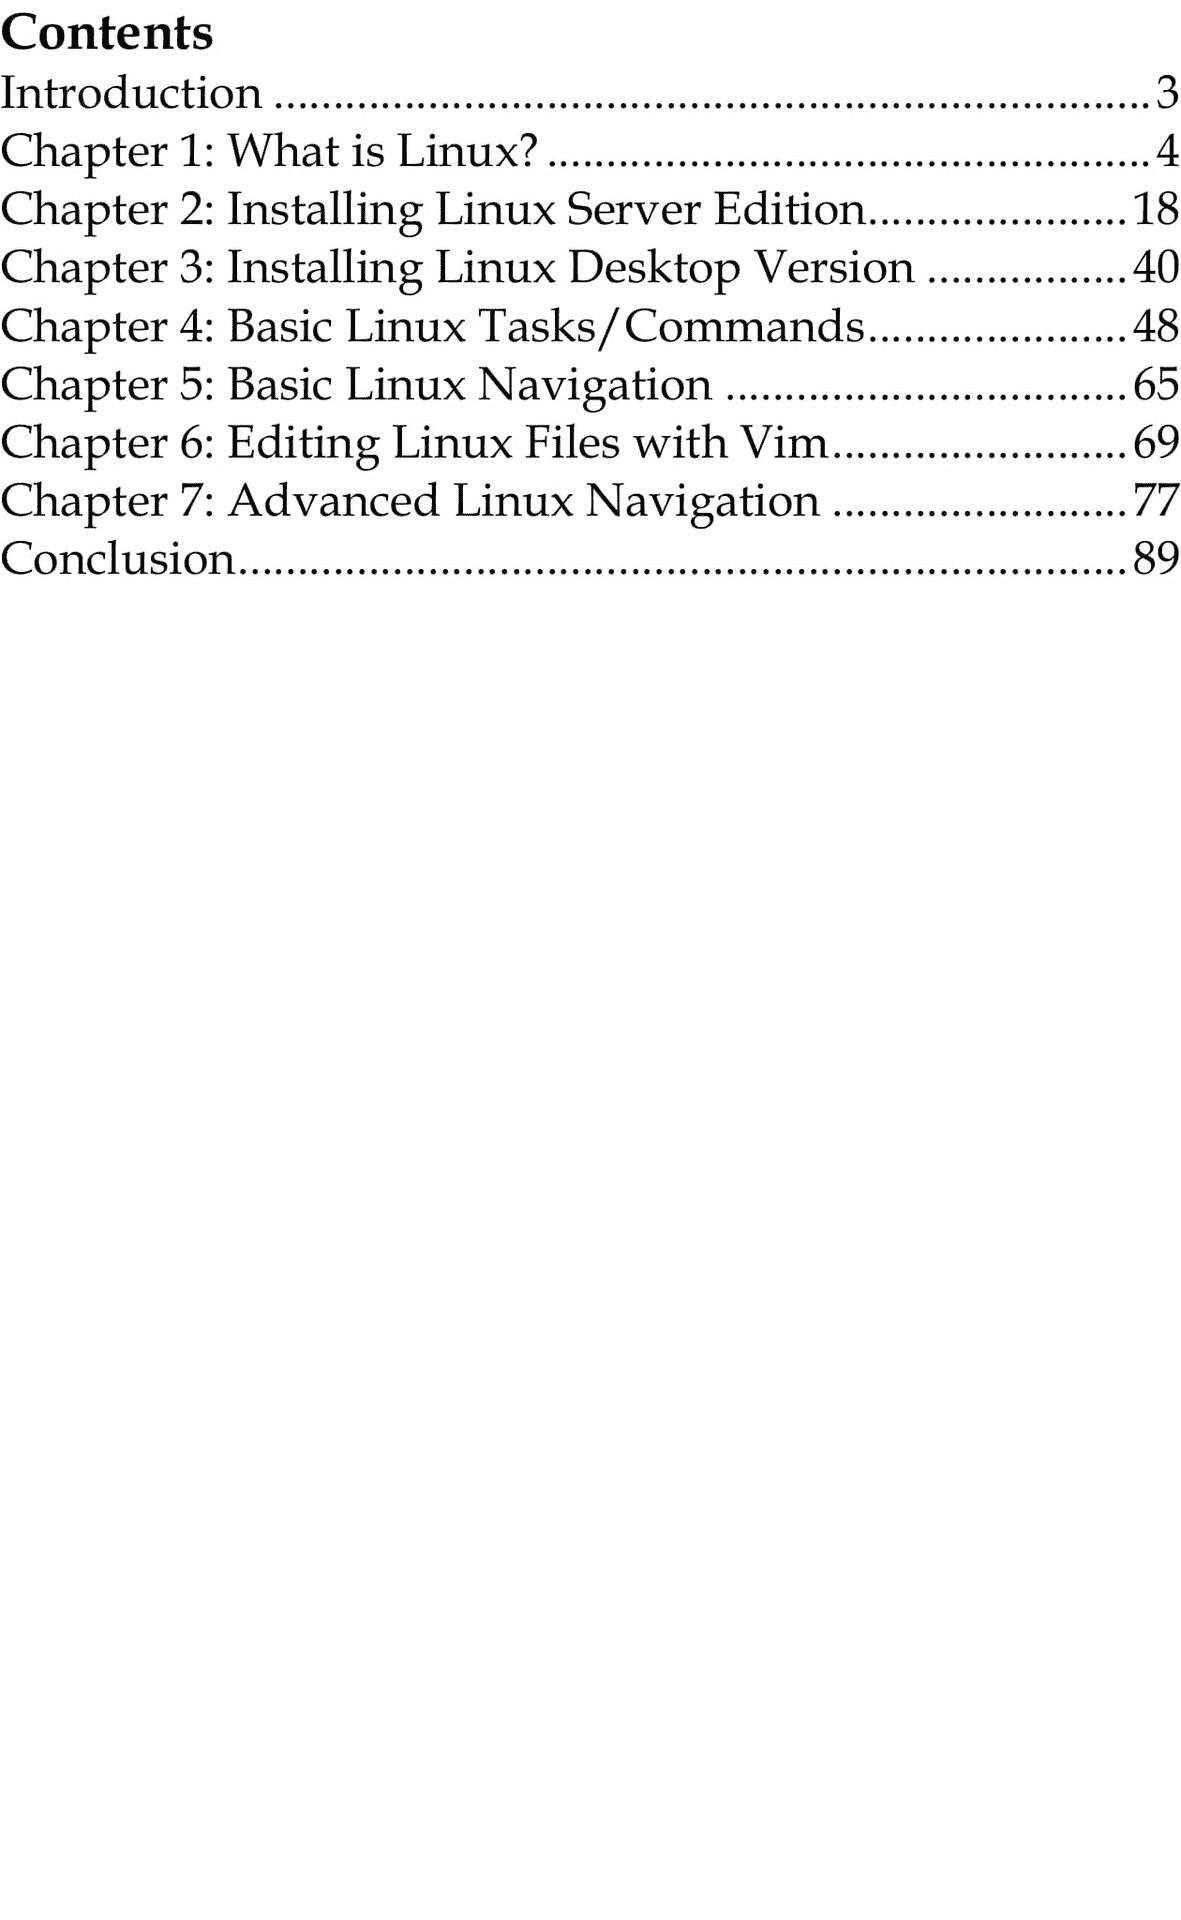 Contents
Introduction ..........................................................................3
Chapter 1: What is Linux? ...................................................4
Chapter 2: Installing Linux Server Edition......................18
Chapter 3: Installing Linux Desktop Version .................40
Chapter 4: Basic Linux Tasks/Commands......................48
Chapter 5: Basic Linux Navigation ..................................65
Chapter 6: Editing Linux Files with Vim.........................69
Chapter 7: Advanced Linux Navigation .........................77
Conclusion...........................................................................89